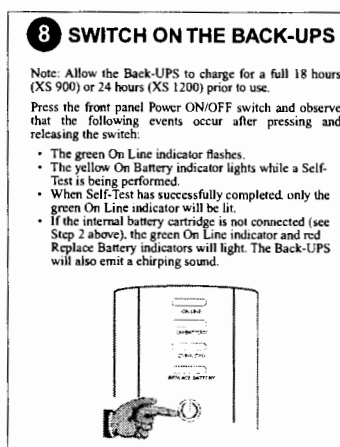 8 SWITCH ON THE BACK-UPS
Note: Allow the Back-UPS to charge for a full 18 hours
(XS 900) or 24 hours (XS 1200) prior to use.
Press the front panel Power ON/OFF switch and observe
that the following events occur after pressing and
releasing the switch:
• The green On Line indicator flashes.
• The yellow On Battery indicator lights while a Self-
Test is being performed.
• When Self-Test has successfully completed, only the
green On Line indicator will be lit.
• If the internal battery cartridge is not connected (see
Step 2 above), the green On Line indicator and red
Replace Battery indicators will light. The Back-UPS
will also emit a chirping sound.
ON LINE
ON BATTERY
OVERLOAD
REPLACE BATTERY